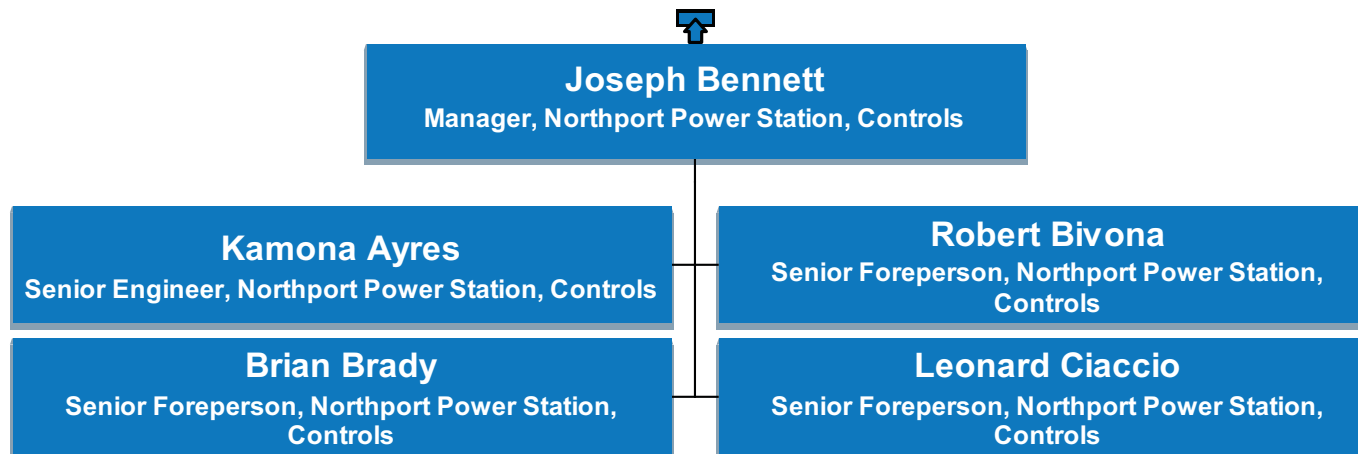 Joseph Bennett
Manager, Northport Power Station, Controls
Kamona Ayres
Senior Engineer, Northport Power Station, Controls
Robert Bivona
Senior Foreperson, Northport Power Station,
Controls
Brian Brady
Senior Foreperson, Northport Power Station,
Controls
Leonard Ciaccio
Senior Foreperson, Northport Power Station,
Controls